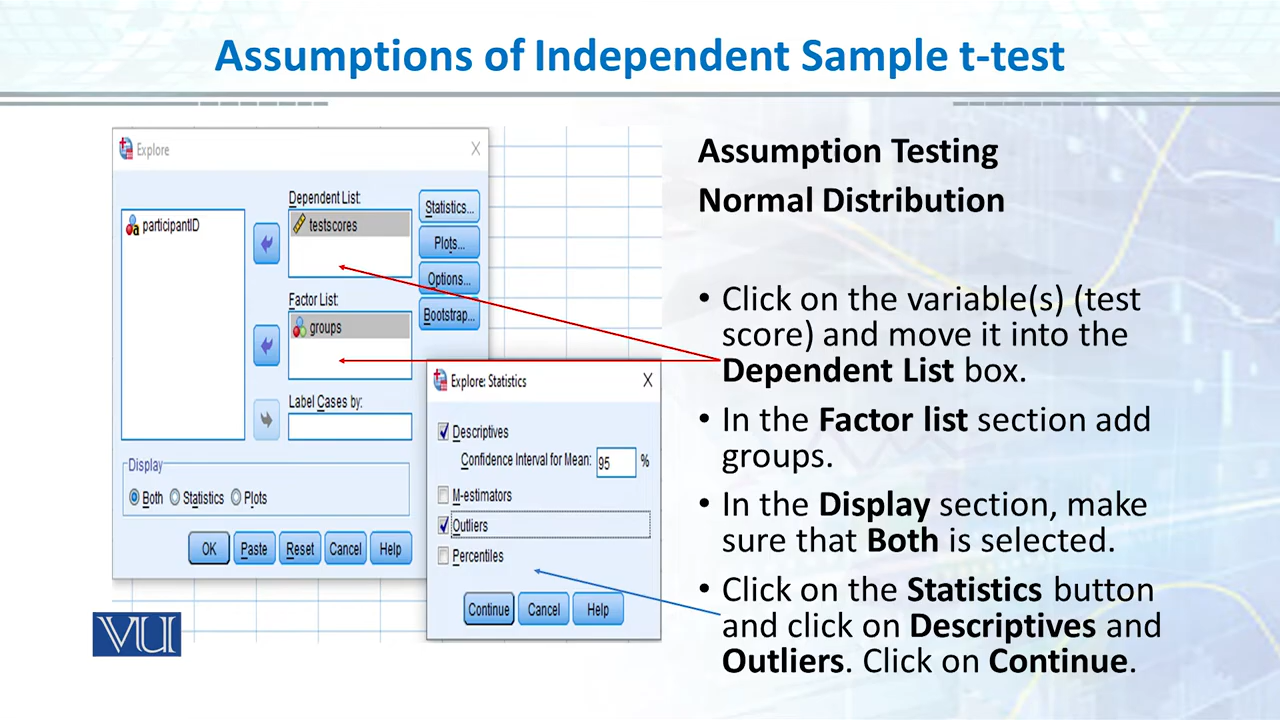 Assumptions of Independent Sample t-test
Explore
X
participantID
Dependent List:
testscores
Factor List:
groups
Label Cases by:
Statistics...
Plots...
Options...
Bootstrap...
Display
Both Statistics Plots
OK Paste Reset Cancel Help
Explore: Statistics
X
Descriptives
Confidence Interval for Mean: 95 %
M-estimators
Outliers
Percentiles
Continue Cancel Help
VU
Assumption Testing
Normal Distribution
• Click on the variable(s) (test
score) and move it into the
Dependent List box.
• In the Factor list section add
groups.
• In the Display section, make
sure that Both is selected.
• Click on the Statistics button
and click on Descriptives and
Outliers. Click on Continue.